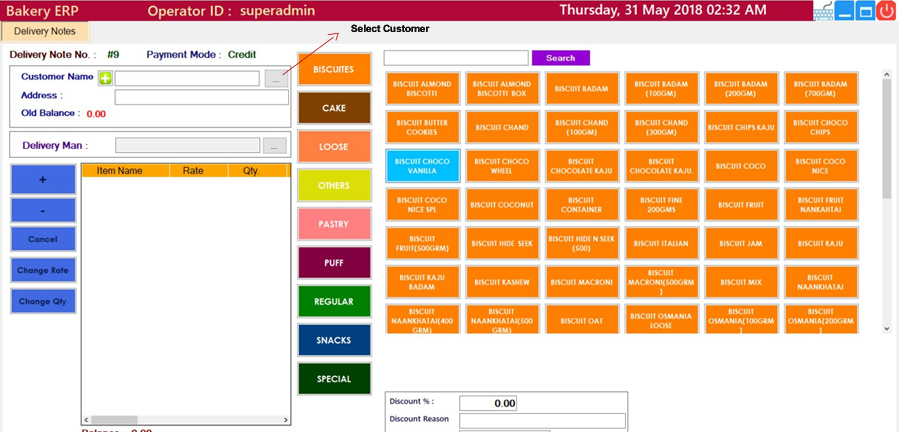 Bakery ERP Operator ID : superadmin Thursday, 31 May 2018 02:32 AM
Delivery Notes
Select Customer
Delivery Note No. : #9 Payment Mode : Credit
Customer Name ...
Address :
Old Balance : 0.00
Delivery Man : ...
+
-
Cancel
Change Rate
Change Qty
Item Name Rate Qty.
BISCUITES
CAKE
LOOSE
OTHERS
PASTRY
PUFF
REGULAR
SNACKS
SPECIAL
Search
BISCUIT ALMOND
BISCOTTI
BISCUIT ALMOND
BISCOTTI BOX
BISCUIT BADAM
BISCUIT BADAM
(100GM)
BISCUIT BADAM
(200GM)
BISCUIT BADAM
(700GM)
BISCUIT BUTTER
COOKIES
BISCUIT CHAND
BISCUIT CHAND
(100GM)
BISCUIT CHAND
(300GM)
BISCUIT CHIPS KAJU
BISCUIT CHOCO
CHIPS
BISCUIT CHOCO
VANILLA
BISCUIT CHOCO
WHEEL
BISCUIT
CHOCOLATE KAJU
BISCUIT
CHOCOLATE KAJU.
BISCUIT COCO
BISCUIT COCO
NICE
BISCUIT COCO
NICE SPL
BISCUIT COCONUT
BISCUIT
CONTAINER
BISCUIT FINE
200GMS
BISCUIT FRUIT
BISCUIT FRUIT
NANKAHTAI
BISCUIT
FRUIT(500GRM)
BISCUIT HIDE SEEK
BISCUIT HIDE N SEEK
(500)
BISCUIT ITALIAN
BISCUIT JAM
BISCUIT KAJU
BISCUIT KAJU
BADAM
BISCUIT KASHEW
BISCUIT MACRONI
BISCUIT
MACRONI(500GRM
)
BISCUIT MIX
BISCUIT
NAANKHATAI
BISCUIT
NAANKHATAI(400
GRM)
BISCUIT
NAANKHATAI(500
GRM)
BISCUIT OAT
BISCUIT OSMANIA
LOOSE
BISCUIT
OSMANIA(100GRM
)
BISCUIT
OSMANIA(200GRM
)
Discount % : 0.00
Discount Reason
Balance 0.00